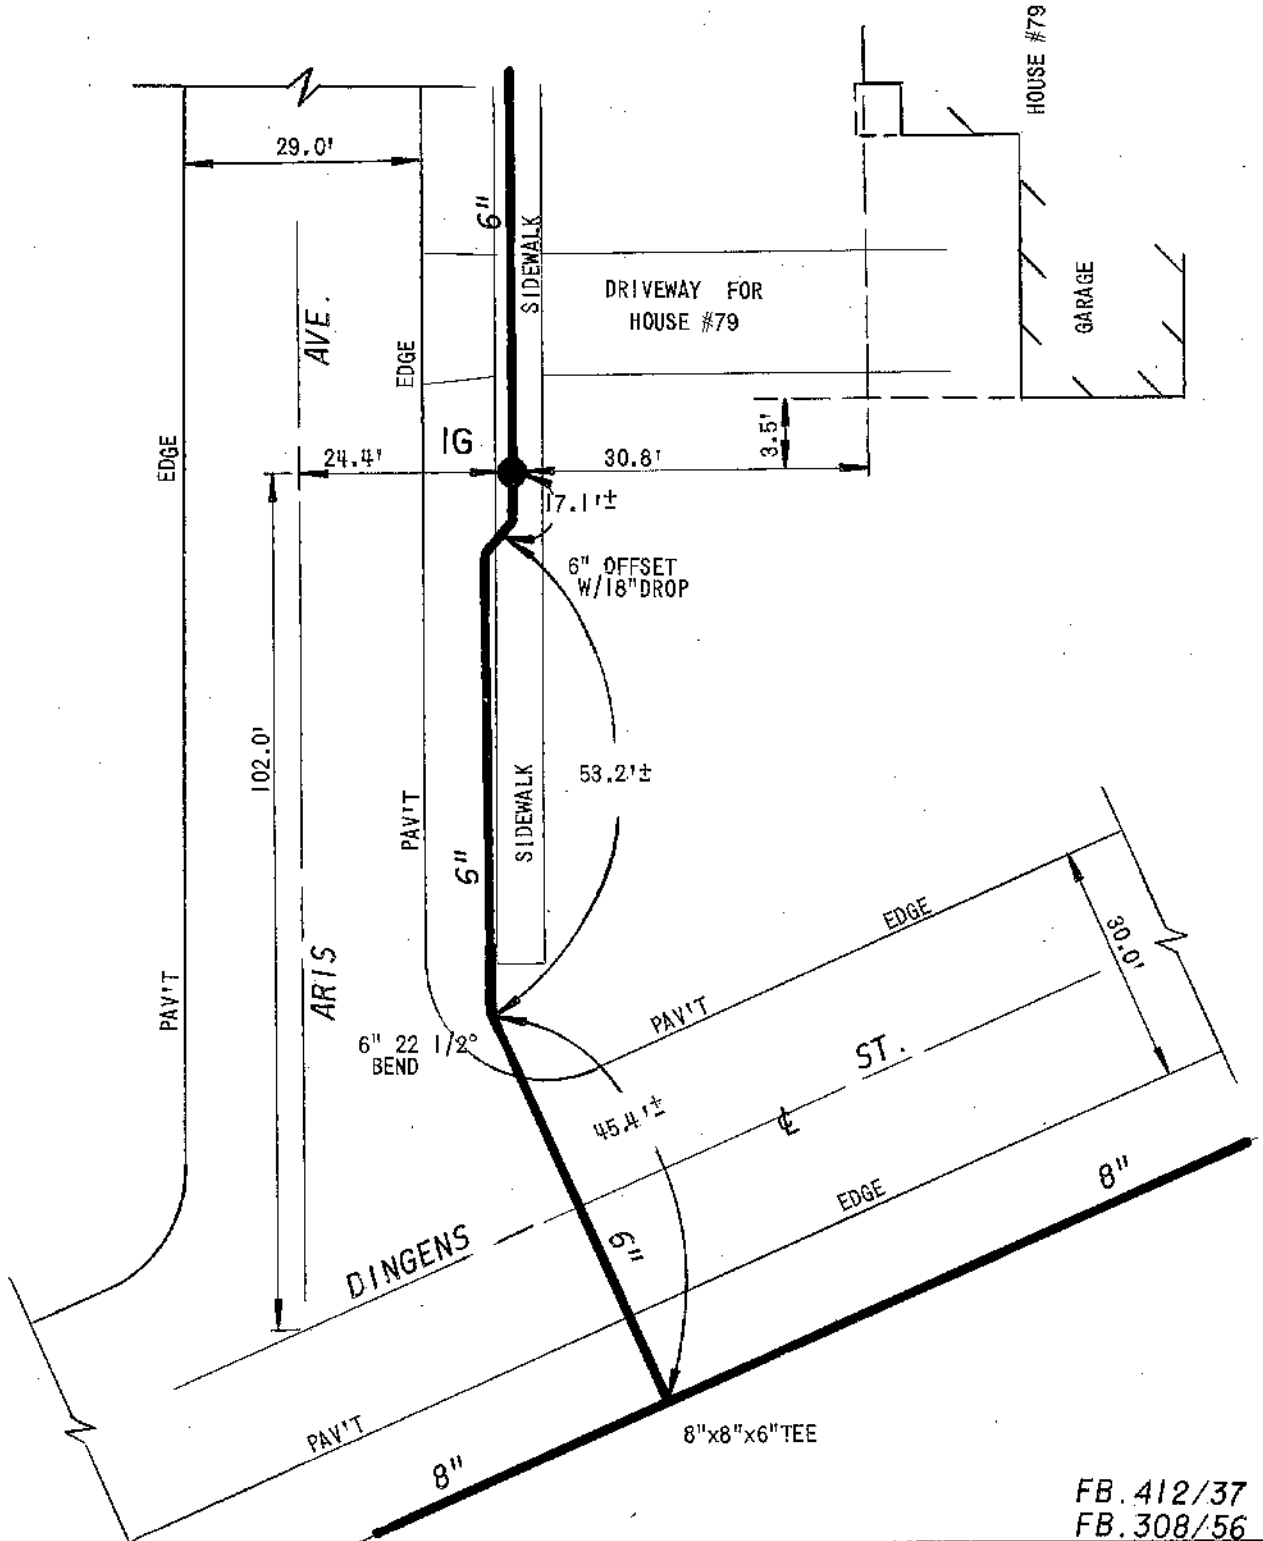 HOUSE #79
29.0'
6"
SIDEWALK
DRIVEWAY FOR
HOUSE #79
GARAGE
AVE.
EDGE
EDGE
IG
24.4'
30.8'
3.5'
17.1'±
6" OFFSET
W/18"DROP
102.0'
53.2'±
SIDEWALK
PAV'T
6"
EDGE
30.0'
PAV'T
ARIS
PAV'T
6" 22 1/2°
BEND
ST.
45.4'±
℄
EDGE
8"
DINGENS
6"
PAV'T
8"x8"x6"TEE
8"
FB.412/37
FB.308/56